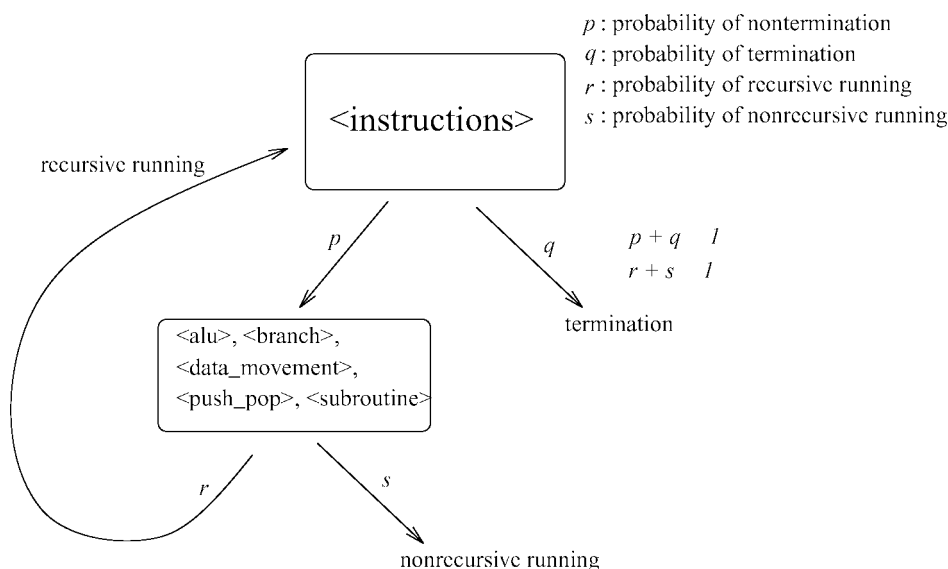 p : probability of nontermination
q : probability of termination
r : probability of recursive running
s : probability of nonrecursive running
<instructions>
recursive running
p
q
p + q 1
r + s 1
termination
<alu>, <branch>,
<data_movement>,
<push_pop>, <subroutine>
r
s
nonrecursive running